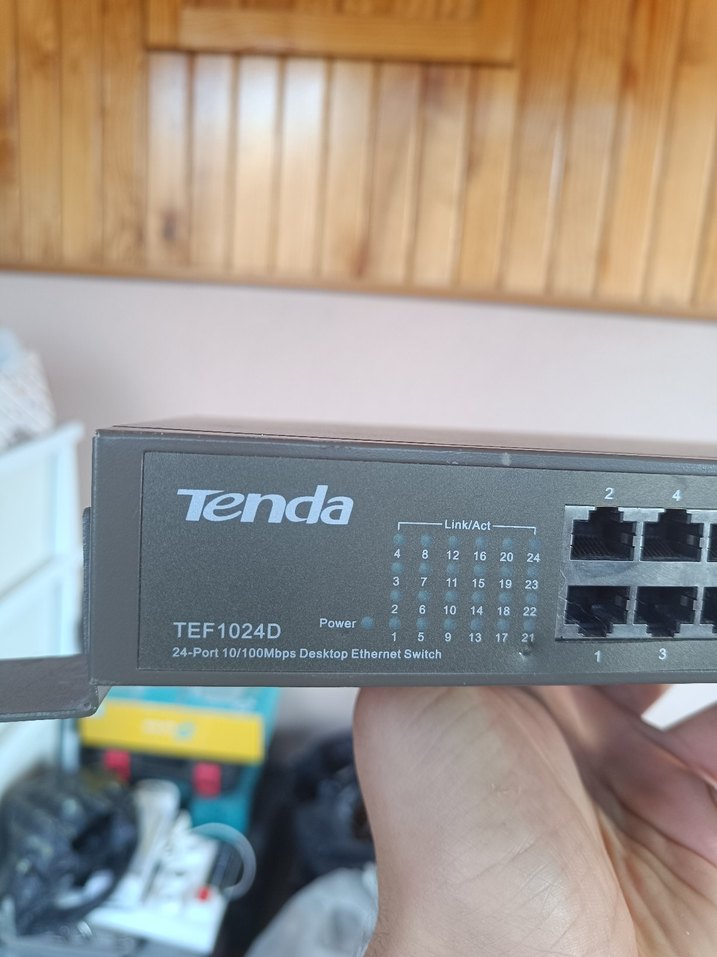 Tenda
Link/Act
2 4
4 8 12 16 20 24
3 7 11 15 19 23
2 6 10 14 18 22
Power
1 5 9 13 17 21
TEF1024D
24-Port 10/100Mbps Desktop Ethernet Switch
1 3